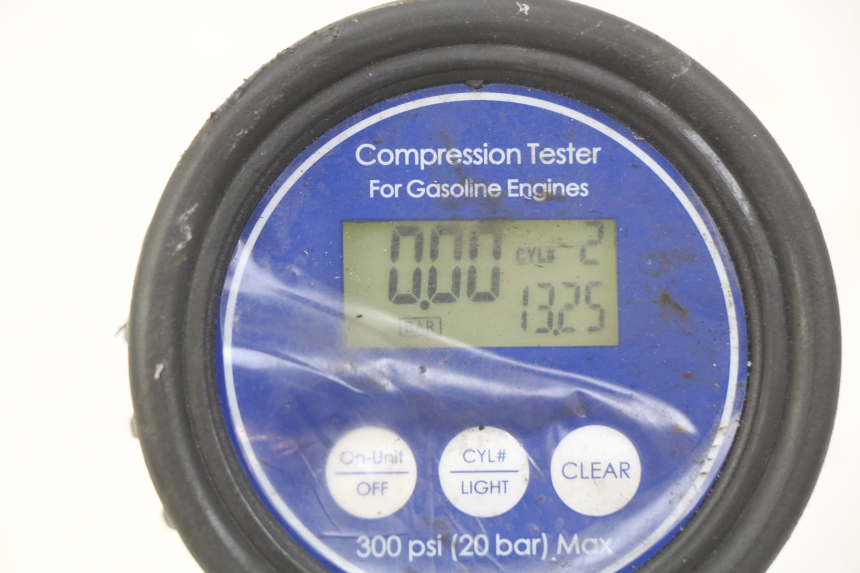 Compression Tester
For Gasoline Engines
0.00 CYL# 2
BAR 13.25
On-Unit CYL# CLEAR
OFF LIGHT
300 psi (20 bar) Max